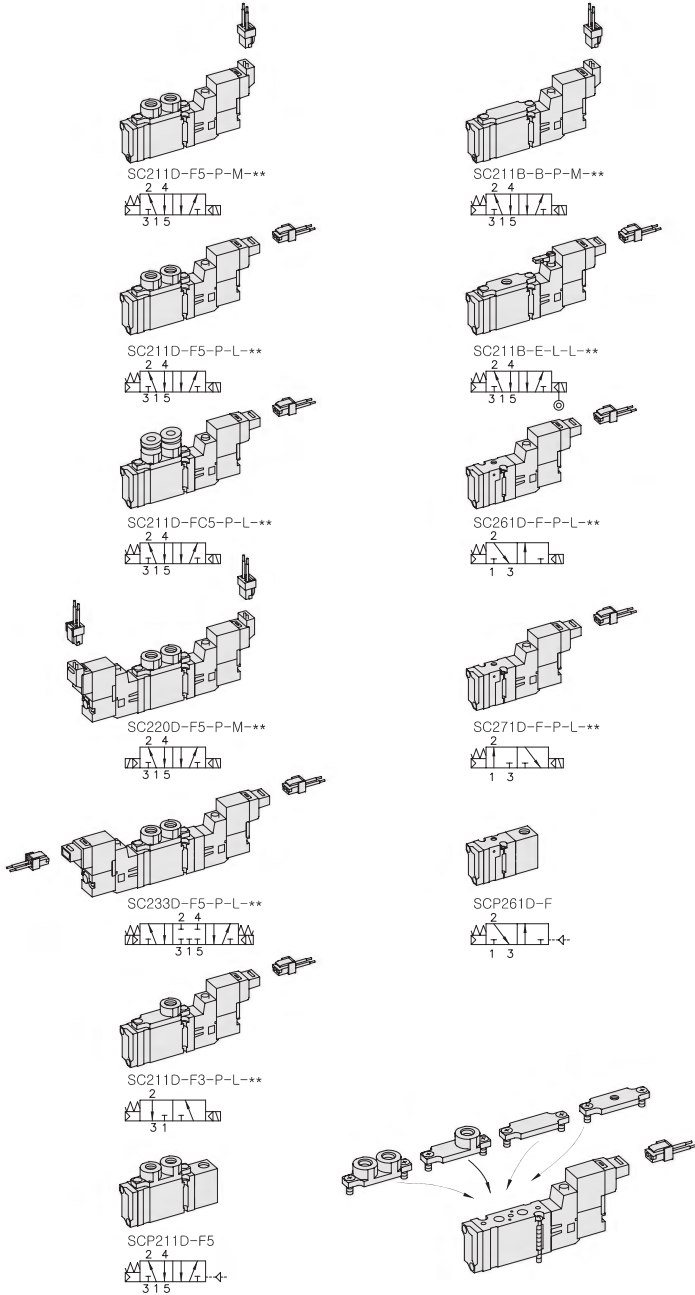 SC211D-F5-P-M-**
2 4
3 1 5
SC211D-F5-P-L-**
2 4
3 1 5
SC211D-FC5-P-L-**
2 4
3 1 5
SC220D-F5-P-M-**
2 4
3 1 5
SC233D-F5-P-L-**
2 4
3 1 5
SC211D-F3-P-L-**
2
3 1
SCP211D-F5
2 4
3 1 5
SC211B-B-P-M-**
2 4
3 1 5
SC211B-E-L-L-**
2 4
3 1 5
SC261D-F-P-L-**
2
1 3
SC271D-F-P-L-**
2
1 3
SCP261D-F
2
1 3